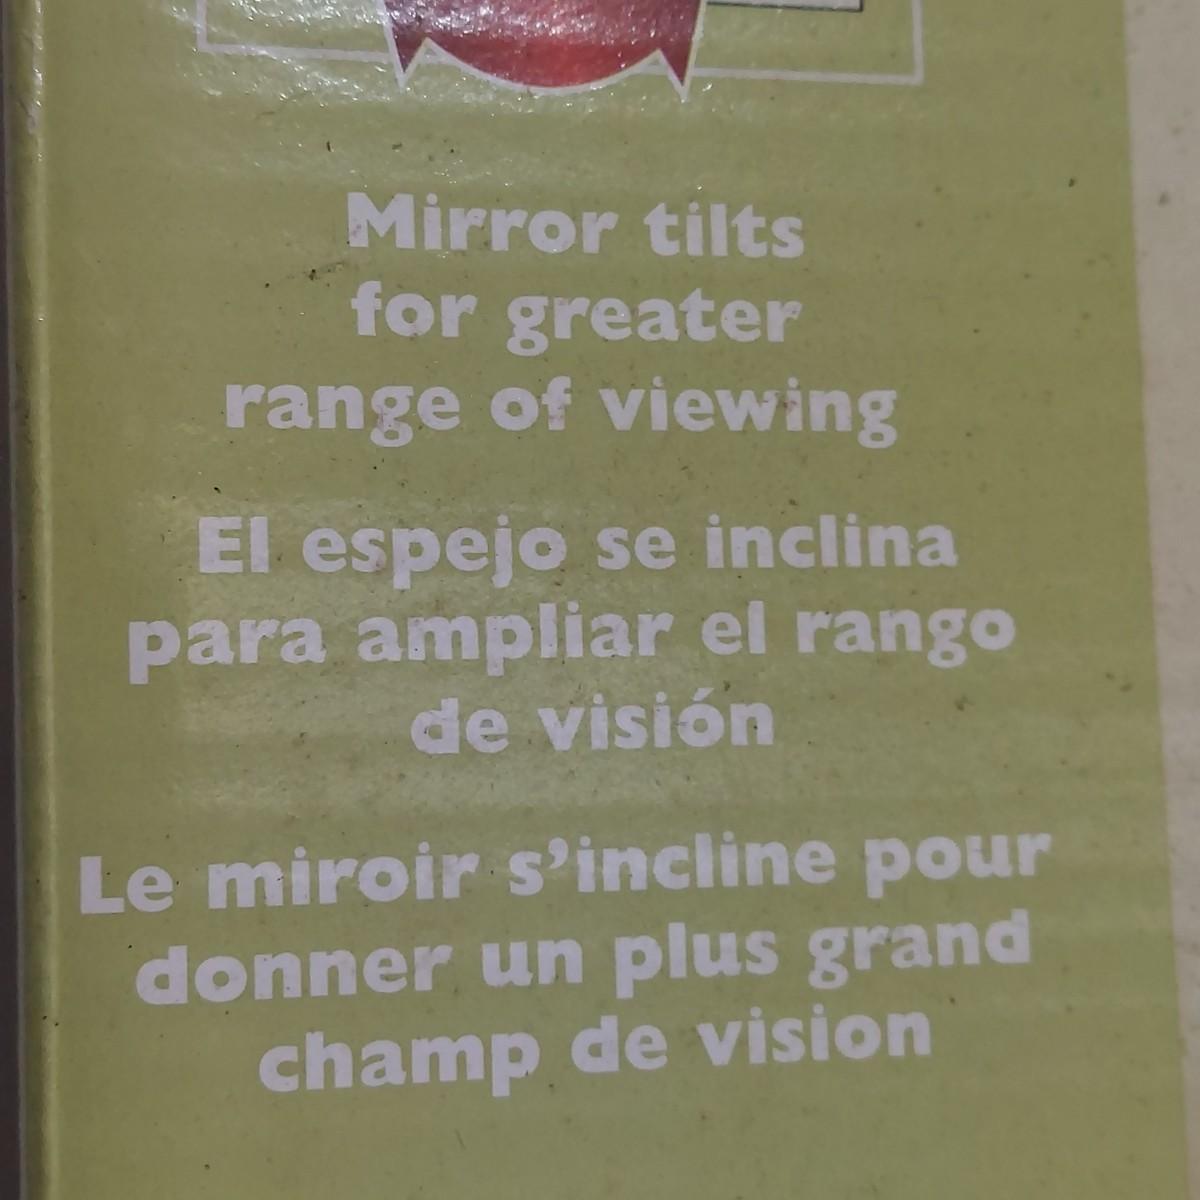 Mirror tilts
for greater
range of viewing
El espejo se inclina
para ampliar el rango
de visión
Le miroir s’incline pour
donner un plus grand
champ de vision